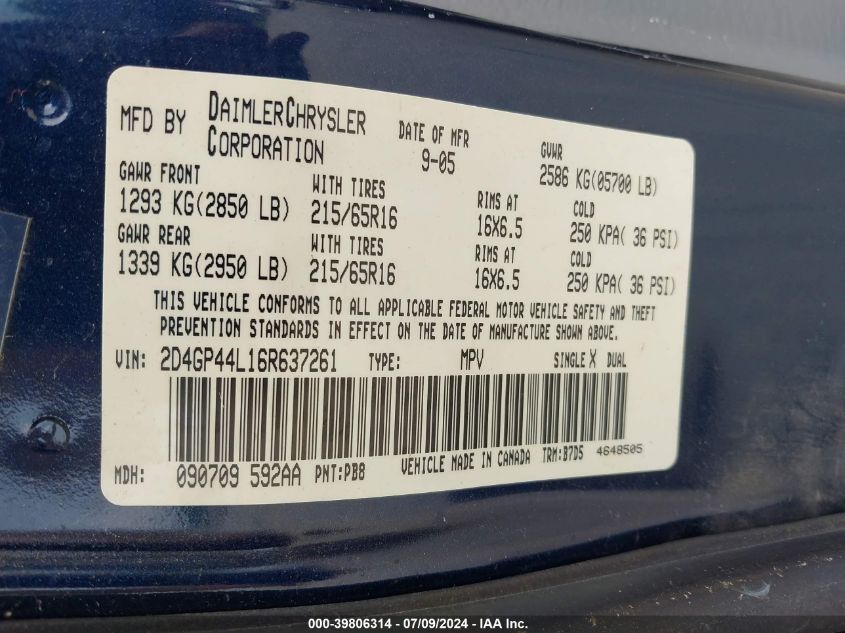 MFD BY DAIMLERCHRYSLER CORPORATION DATE OF MFR 9-05 GVWR 2586 KG(05700 LB)
GAWR FRONT WITH TIRES RIMS AT COLD
1293 KG(2850 LB) 215/65R16 16X6.5 250 KPA( 36 PSI)
GAWR REAR WITH TIRES RIMS AT COLD
1339 KG(2950 LB) 215/65R16 16X6.5 250 KPA( 36 PSI)
THIS VEHICLE CONFORMS TO ALL APPLICABLE FEDERAL MOTOR VEHICLE SAFETY AND THEFT
PREVENTION STANDARDS IN EFFECT ON THE DATE OF MANUFACTURE SHOWN ABOVE.
VIN: 2D4GP44L16R637261 TYPE: MPV SINGLE X DUAL
MDH: 090709 592AA PNT:PB8 VEHICLE MADE IN CANADA TRM:B7D5 4648505
000-39806314 / 07/09/2024 - IAA Inc.